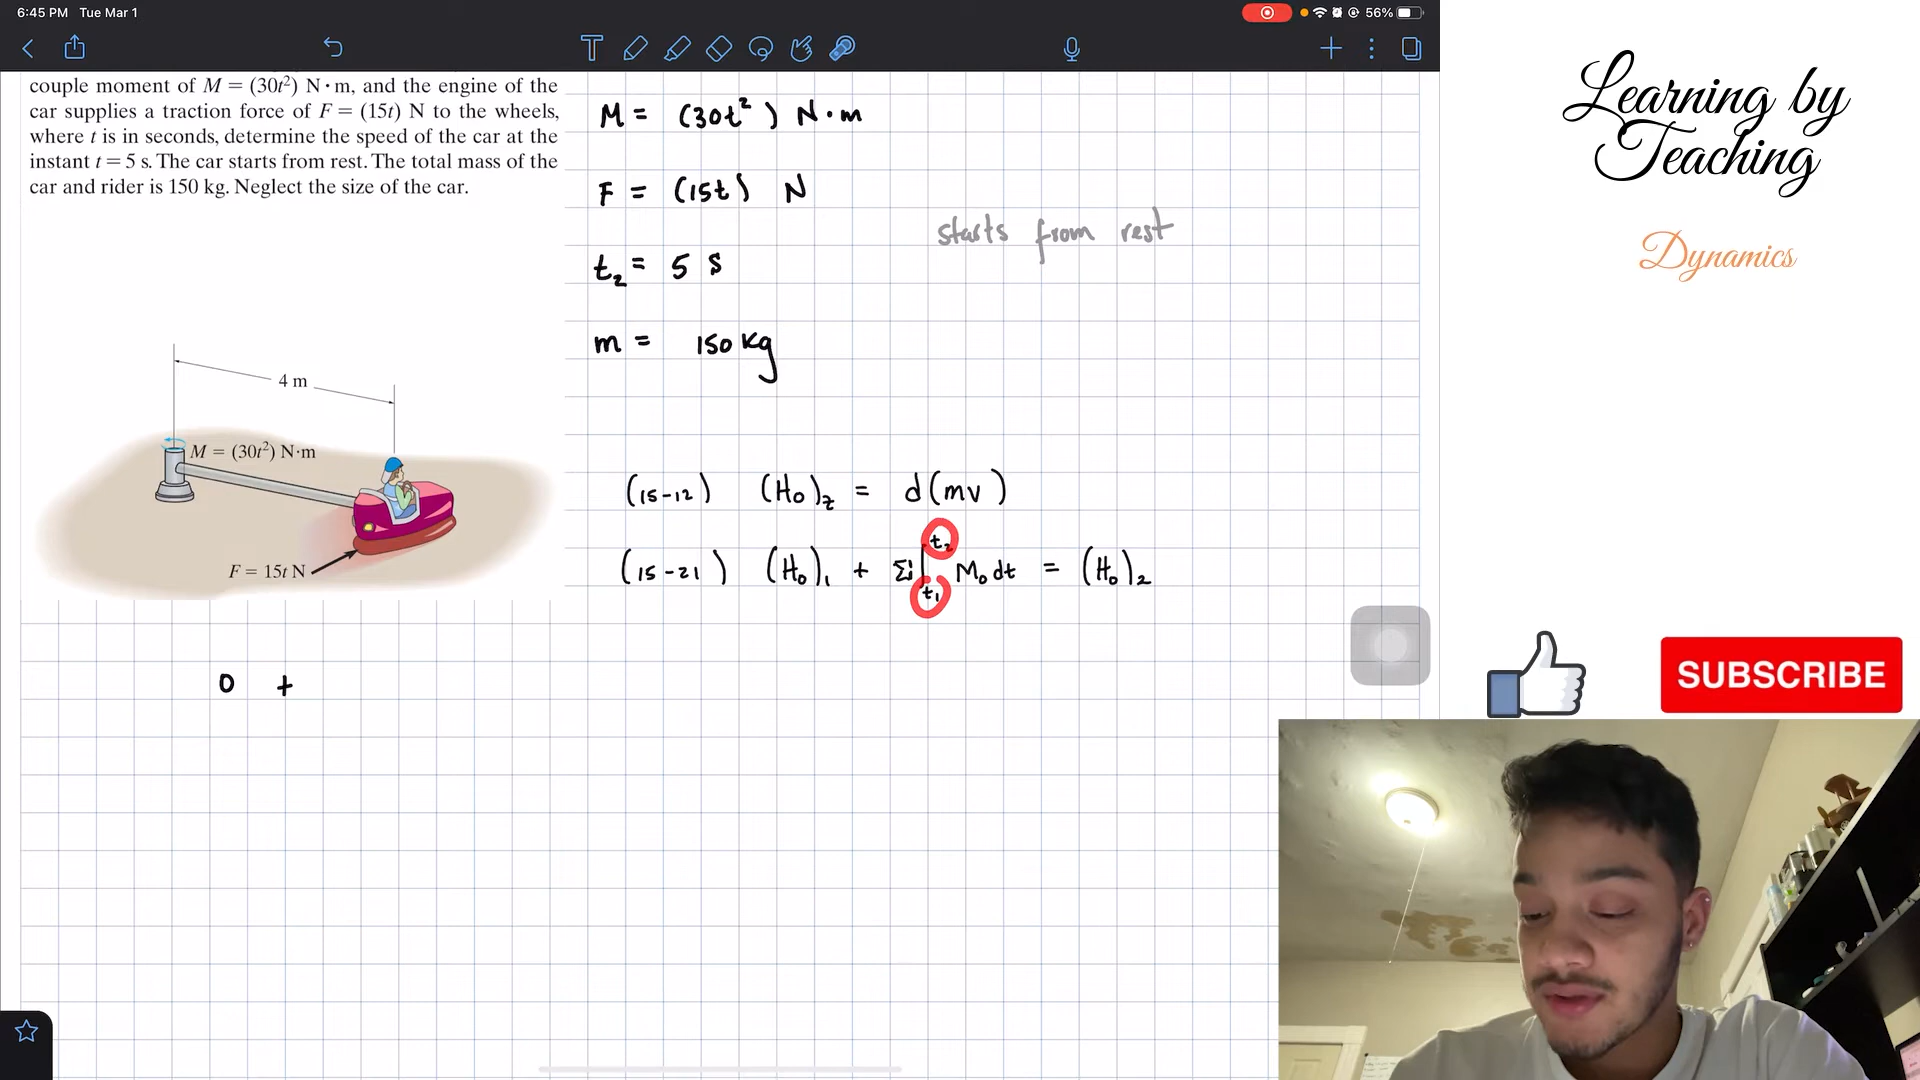 6:45 PM Tue Mar 1
56%
couple moment of M = (30t²) N·m, and the engine of the
car supplies a traction force of F = (15t) N to the wheels,
where t is in seconds, determine the speed of the car at the
instant t = 5 s. The car starts from rest. The total mass of the
car and rider is 150 kg. Neglect the size of the car.
4 m
M = (30t²) N·m
F = 15t N
M = (30t²) N·m
F = (15t) N
starts from rest
t₂ = 5 s
m = 150 kg
(15-12) (H₀)z = d(mv)
(15-21) (H₀)₁ + Σ∫ t₂ t₁ M₀dt = (H₀)₂
0 +
Learning by
Teaching
Dynamics
SUBSCRIBE